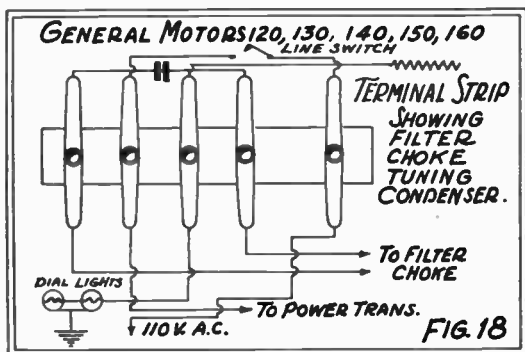 GENERAL MOTORS 120, 130, 140, 150, 160
LINE SWITCH
TERMINAL STRIP
SHOWING
FILTER
CHOKE
TUNING
CONDENSER.
TO FILTER
CHOKE
DIAL LIGHTS
TO POWER TRANS.
110 V. A.C.
FIG. 18